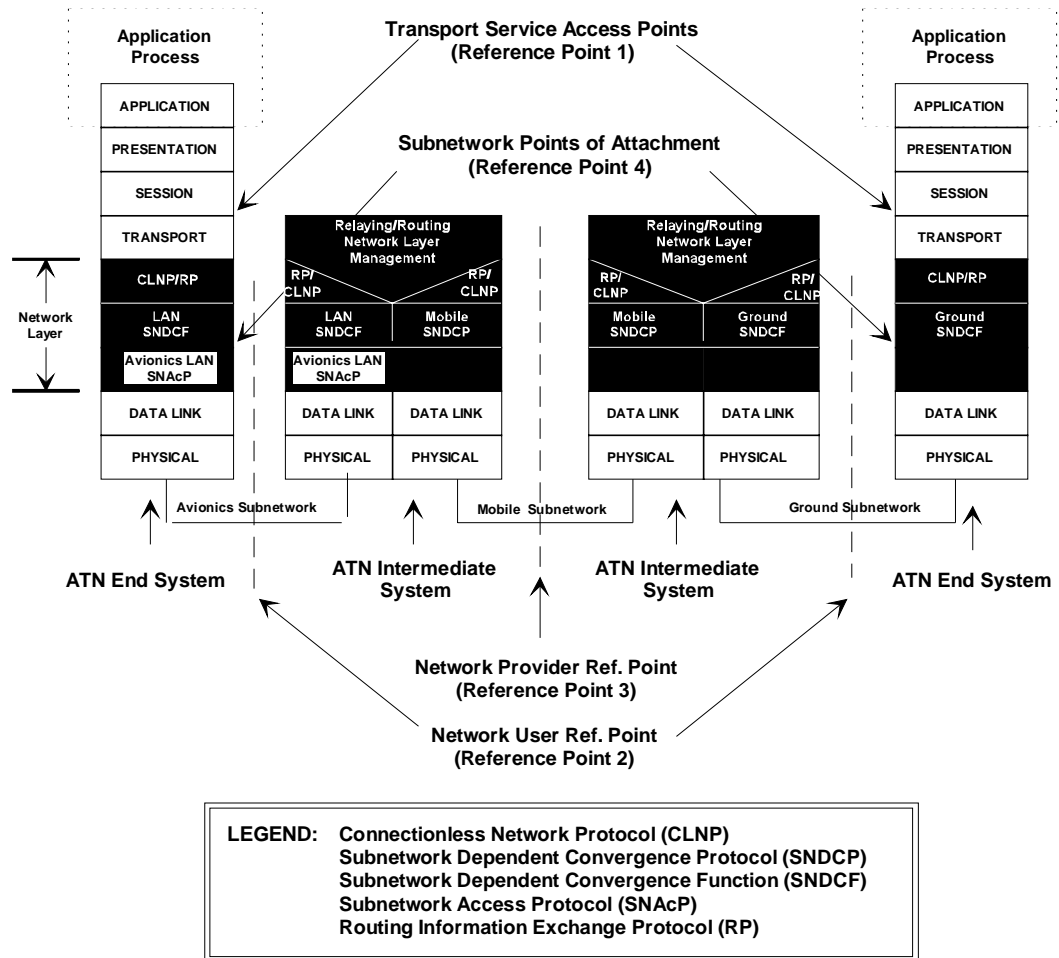 Application
Process
Transport Service Access Points
(Reference Point 1)
Application
Process
APPLICATION
APPLICATION
PRESENTATION
Subnetwork Points of Attachment
(Reference Point 4)
PRESENTATION
SESSION
SESSION
TRANSPORT
Relaying/Routing
Network Layer
Management
Relaying/Routing
Network Layer
Management
TRANSPORT
Network
Layer
CLNP/RP
RP/
CLNP
RP/
CLNP
RP/
CLNP
RP/
CLNP
CLNP/RP
LAN
SNDCF
LAN
SNDCF
Mobile
SNDCP
Mobile
SNDCP
Ground
SNDCF
Ground
SNDCF
Avionics LAN
SNAcP
Avionics LAN
SNAcP
DATA LINK
DATA LINK
DATA LINK
DATA LINK
DATA LINK
DATA LINK
PHYSICAL
PHYSICAL
PHYSICAL
PHYSICAL
PHYSICAL
PHYSICAL
Avionics Subnetwork
Mobile Subnetwork
Ground Subnetwork
ATN End System
ATN Intermediate
System
ATN Intermediate
System
ATN End System
Network Provider Ref. Point
(Reference Point 3)
Network User Ref. Point
(Reference Point 2)
LEGEND: Connectionless Network Protocol (CLNP)
Subnetwork Dependent Convergence Protocol (SNDCP)
Subnetwork Dependent Convergence Function (SNDCF)
Subnetwork Access Protocol (SNAcP)
Routing Information Exchange Protocol (RP)